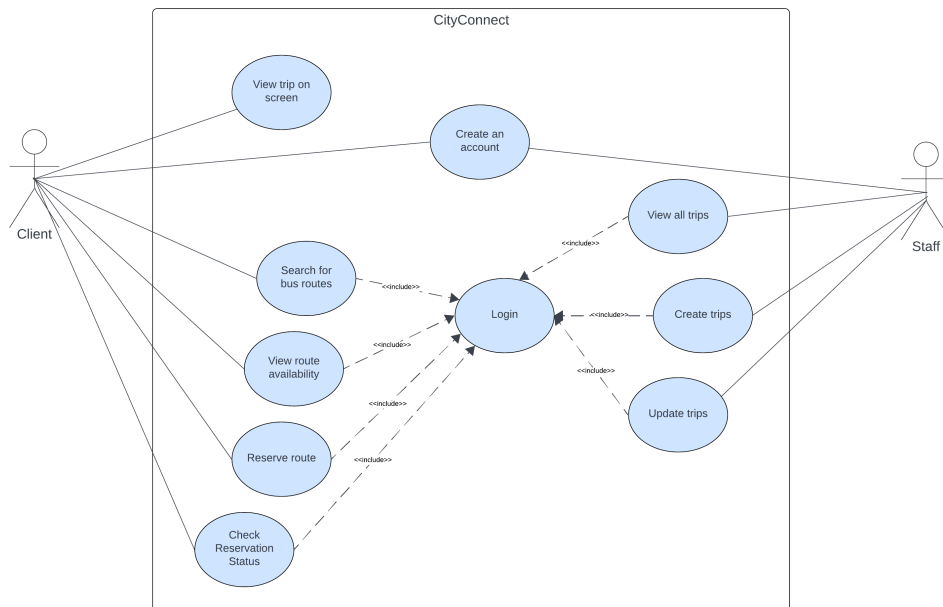 CityConnect
View trip on
screen
Create an
account
View all trips
<<include>>
Client
Staff
Search for
bus routes
<<include>>
Login
<<include>>
Create trips
<<include>>
View route
availability
<<include>>
Update trips
<<include>>
Reserve route
<<include>>
Check
Reservation
Status